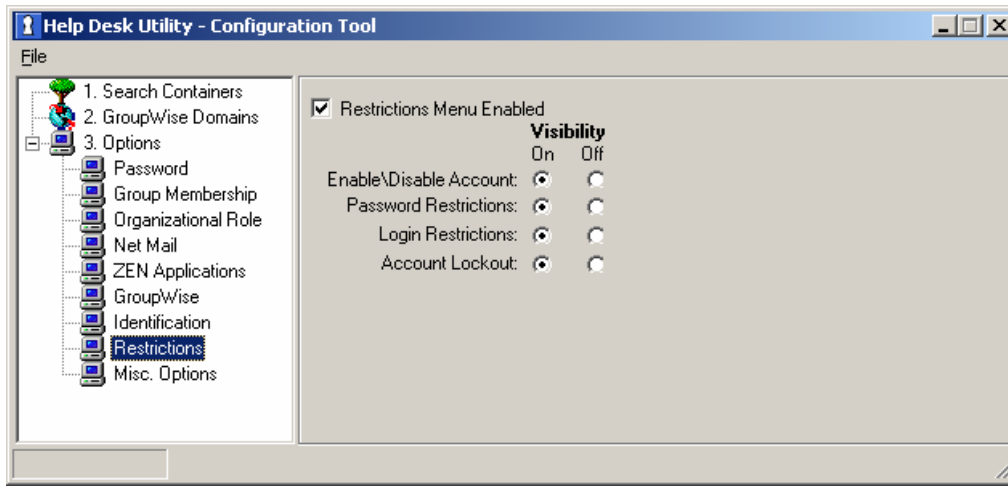 Help Desk Utility - Configuration Tool
File
1. Search Containers
2. GroupWise Domains
3. Options
Password
Group Membership
Organizational Role
Net Mail
ZEN Applications
GroupWise
Identification
Restrictions
Misc. Options
Restrictions Menu Enabled
Visibility
On Off
Enable\Disable Account:
Password Restrictions:
Login Restrictions:
Account Lockout: